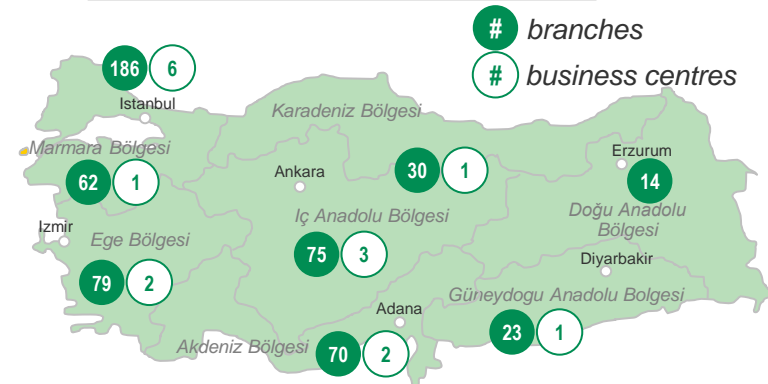 # branches
# business centres
186 6
Istanbul
Karadeniz Bölgesi
Marmara Bölgesi
Erzurum
62 1
Ankara
30 1
14
Iç Anadolu Bölgesi
Doğu Anadolu
Bölgesi
Izmir
Ege Bölgesi
75 3
Diyarbakir
79 2
Güneydogu Anadolu Bolgesi
Adana
23 1
Akdeniz Bölgesi
70 2